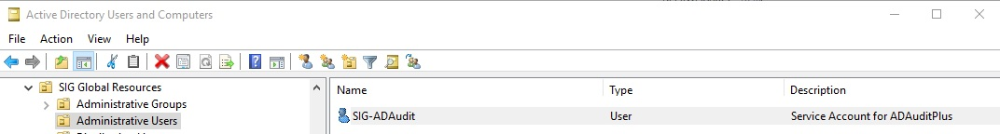 Active Directory Users and Computers
File Action View Help
SIG Global Resources
Administrative Groups
Administrative Users
Name Type Description
SIG-ADAudit User Service Account for ADAuditPlus